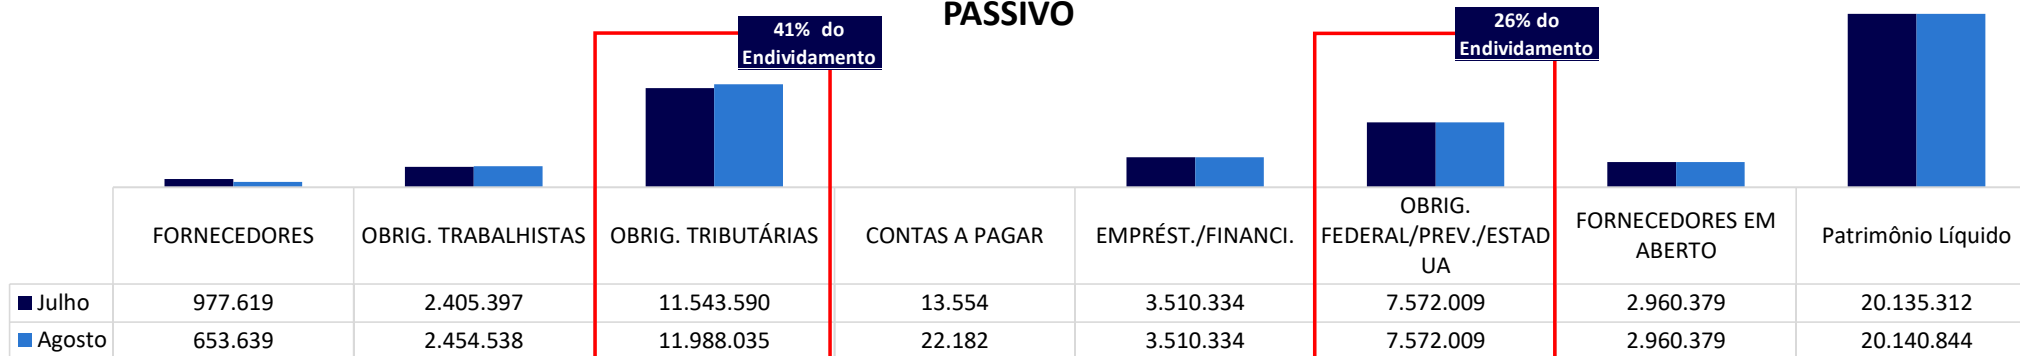 PASSIVO
41% do
Endividamento
26% do
Endividamento
FORNECEDORES
OBRIG. TRABALHISTAS
OBRIG. TRIBUTÁRIAS
CONTAS A PAGAR
EMPRÉST./FINANCI.
OBRIG.
FEDERAL/PREV./ESTAD
UA
FORNECEDORES EM
ABERTO
Patrimônio Líquido
Julho 977.619 2.405.397 11.543.590 13.554 3.510.334 7.572.009 2.960.379 20.135.312
Agosto 653.639 2.454.538 11.988.035 22.182 3.510.334 7.572.009 2.960.379 20.140.844